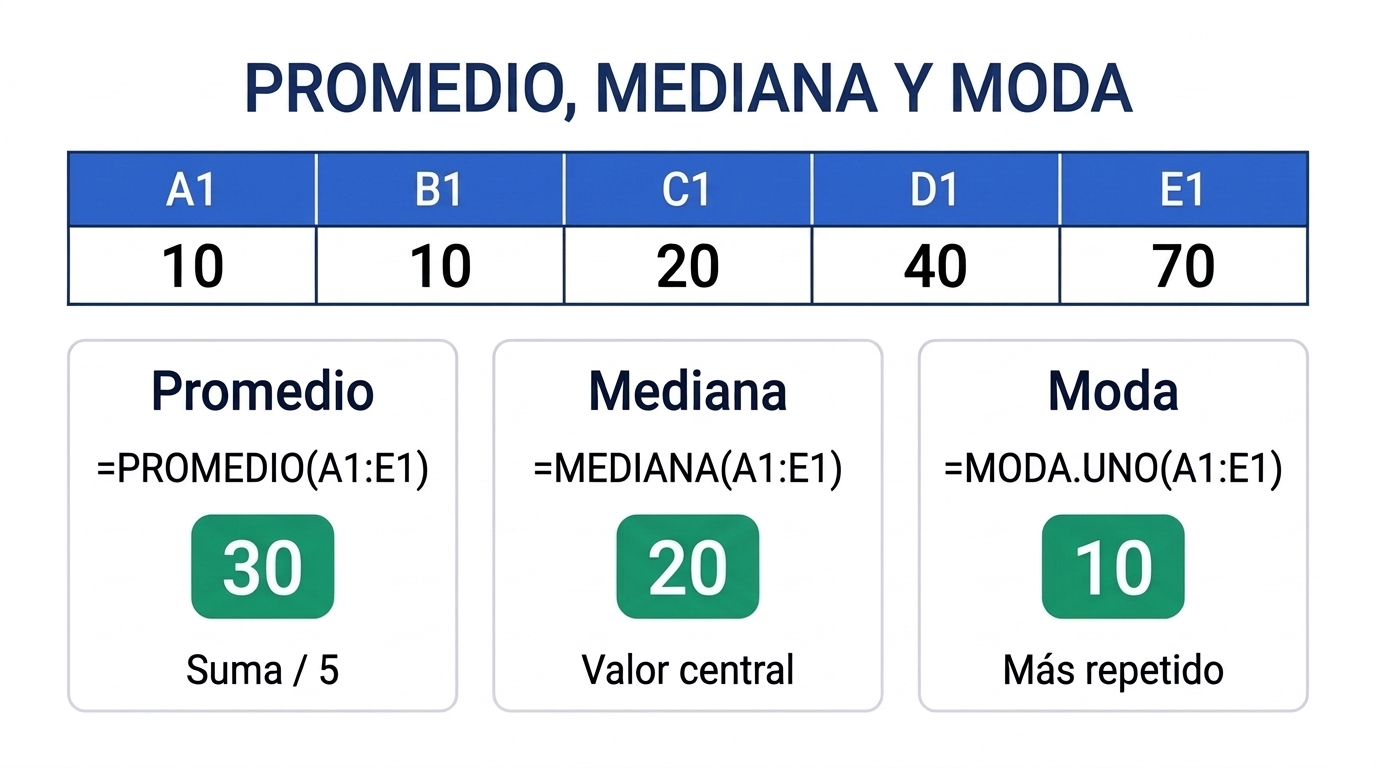 PROMEDIO, MEDIANA Y MODA
A1 B1 C1 D1 E1
10 10 20 40 70
Promedio
=PROMEDIO(A1:E1)
30
Suma / 5
Mediana
=MEDIANA(A1:E1)
20
Valor central
Moda
=MODA.UNO(A1:E1)
10
Más repetido